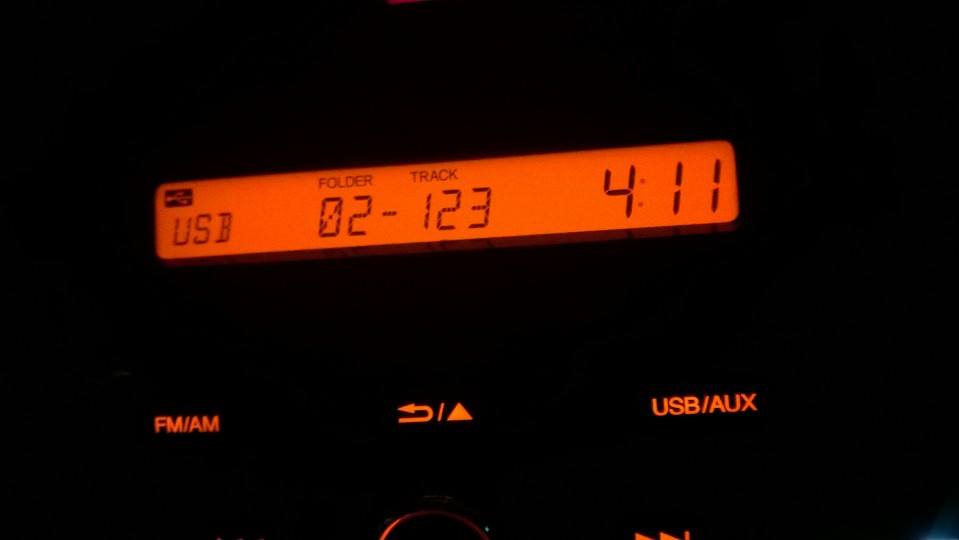 FOLDER TRACK
USB 02-123 4:11
FM/AM
USB/AUX